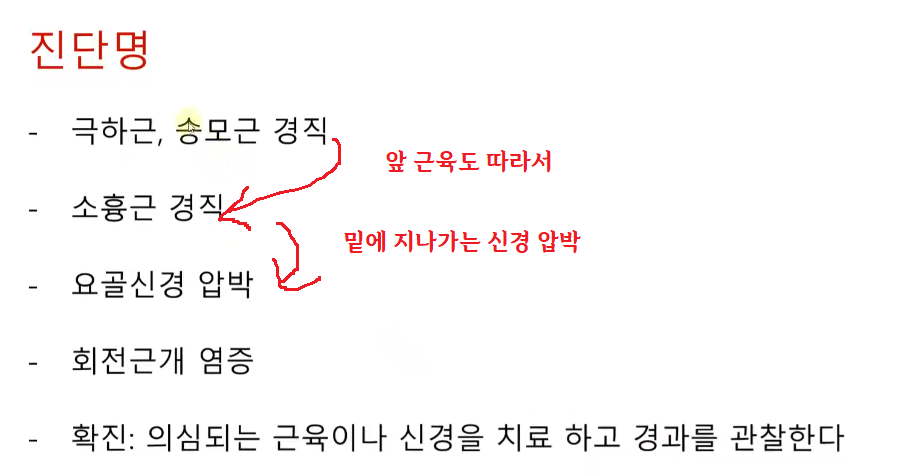 진단명
- 극하근, 승모근 경직
앞 근육도 따라서
- 소흉근 경직
밑에 지나가는 신경 압박
- 요골신경 압박
- 회전근개 염증
- 확진: 의심되는 근육이나 신경을 치료 하고 경과를 관찰한다